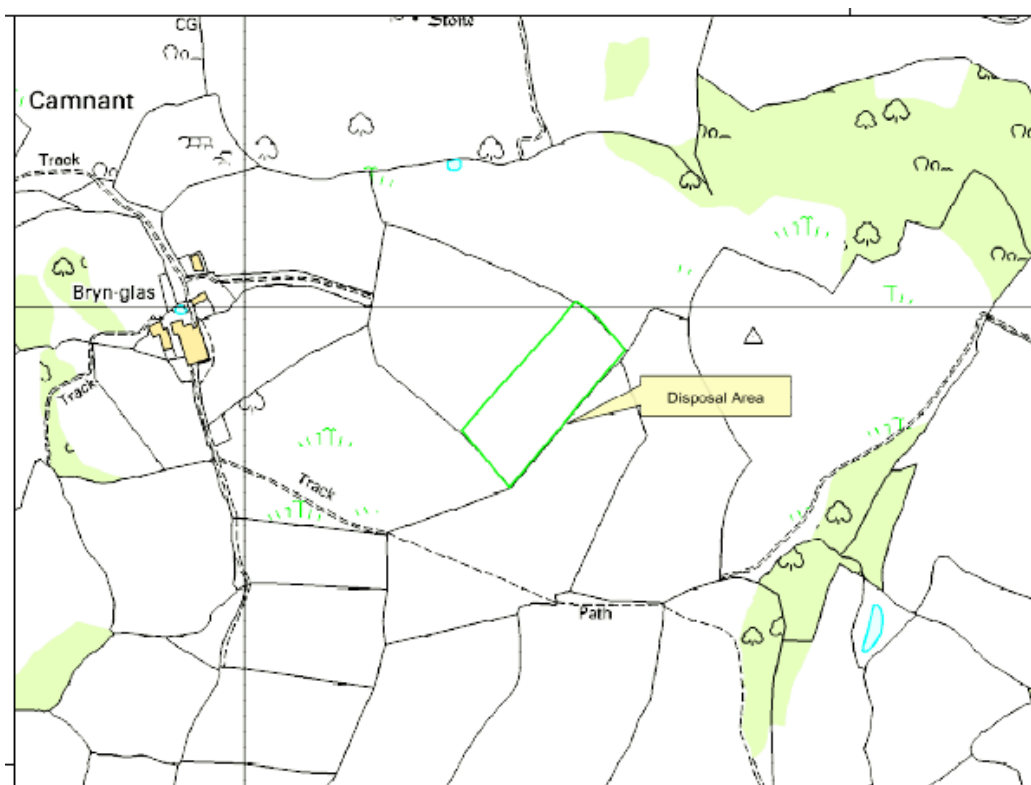 CG
Stone
Camnant
Track
Bryn-glas
Track
Disposal Area
Track
Path